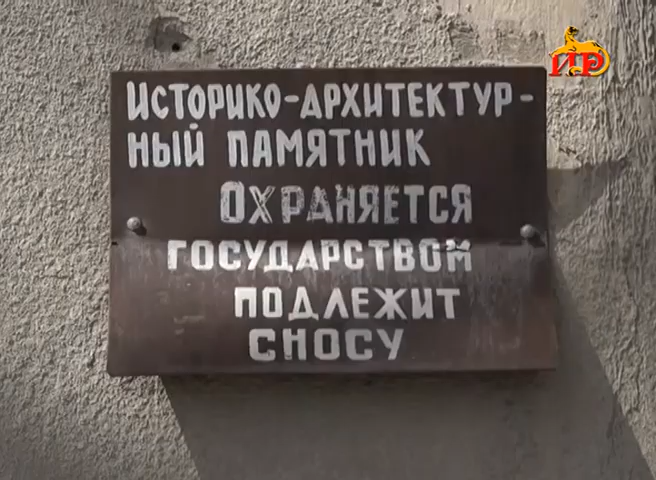 ИР
ИСТОРИКО-АРХИТЕКТУР-
НЫЙ ПАМЯТНИК
ОХРАНЯЕТСЯ
ГОСУДАРСТВОМ
ПОДЛЕЖИТ
СНОСУ